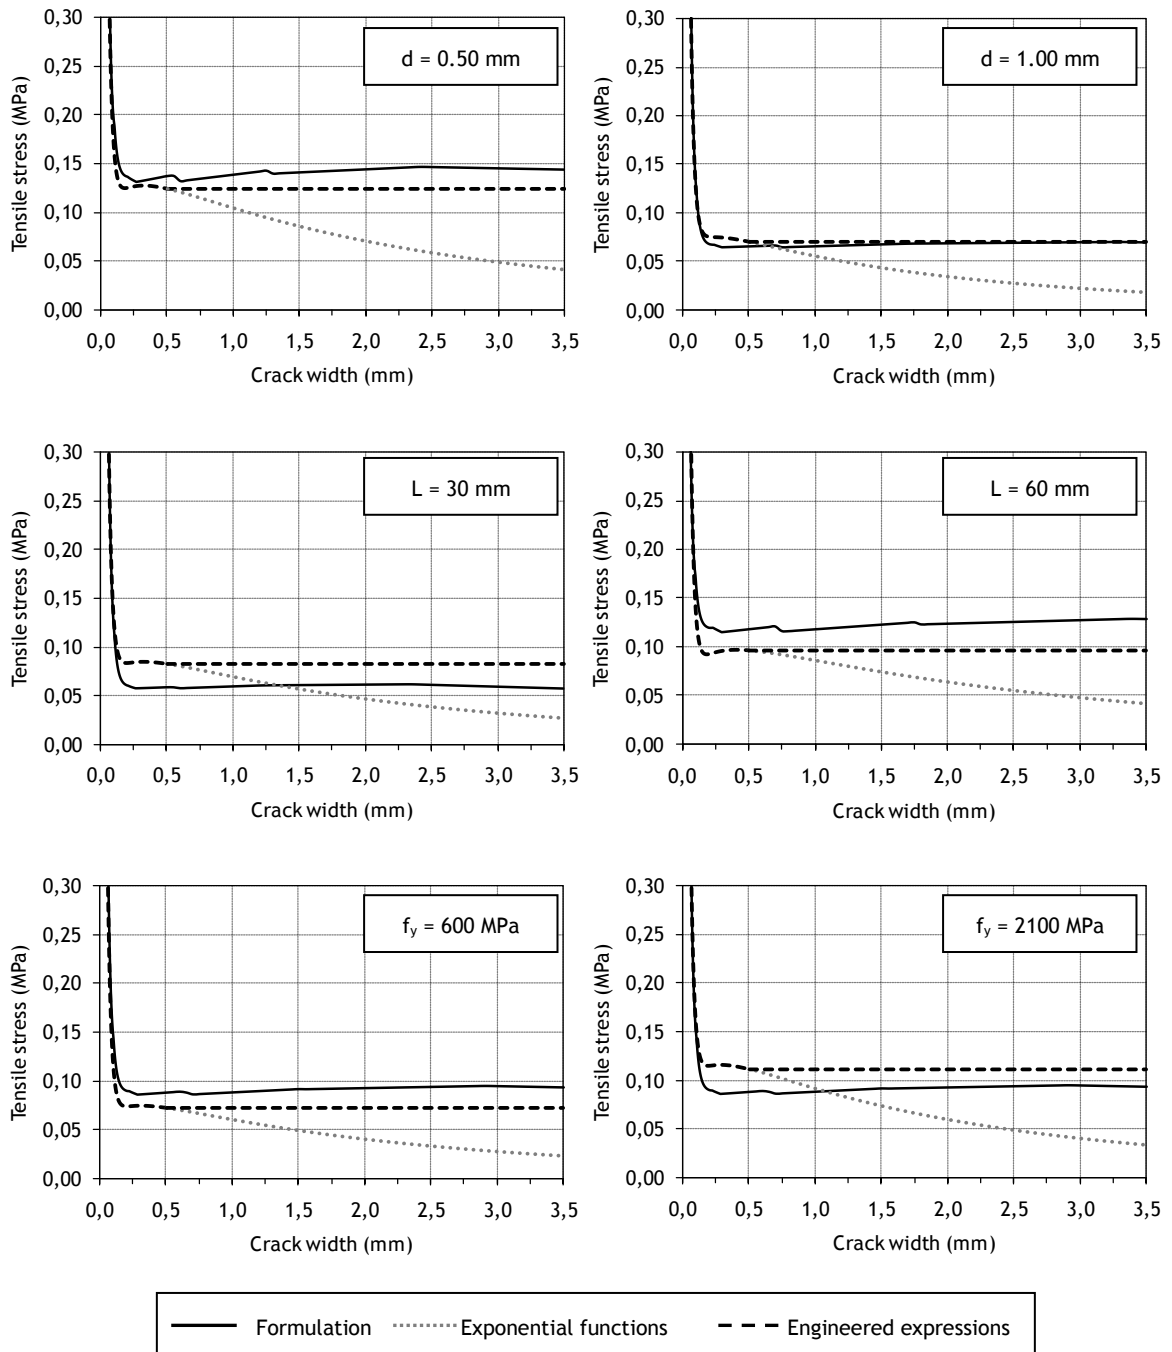 d = 0.50 mm
Tensile stress (MPa)
0,30
0,25
0,20
0,15
0,10
0,05
0,00
0,0 0,5 1,0 1,5 2,0 2,5 3,0 3,5
Crack width (mm)
d = 1.00 mm
Tensile stress (MPa)
0,30
0,25
0,20
0,15
0,10
0,05
0,00
0,0 0,5 1,0 1,5 2,0 2,5 3,0 3,5
Crack width (mm)
L = 30 mm
Tensile stress (MPa)
0,30
0,25
0,20
0,15
0,10
0,05
0,00
0,0 0,5 1,0 1,5 2,0 2,5 3,0 3,5
Crack width (mm)
L = 60 mm
Tensile stress (MPa)
0,30
0,25
0,20
0,15
0,10
0,05
0,00
0,0 0,5 1,0 1,5 2,0 2,5 3,0 3,5
Crack width (mm)
fy = 600 MPa
Tensile stress (MPa)
0,30
0,25
0,20
0,15
0,10
0,05
0,00
0,0 0,5 1,0 1,5 2,0 2,5 3,0 3,5
Crack width (mm)
fy = 2100 MPa
Tensile stress (MPa)
0,30
0,25
0,20
0,15
0,10
0,05
0,00
0,0 0,5 1,0 1,5 2,0 2,5 3,0 3,5
Crack width (mm)
Formulation Exponential functions Engineered expressions